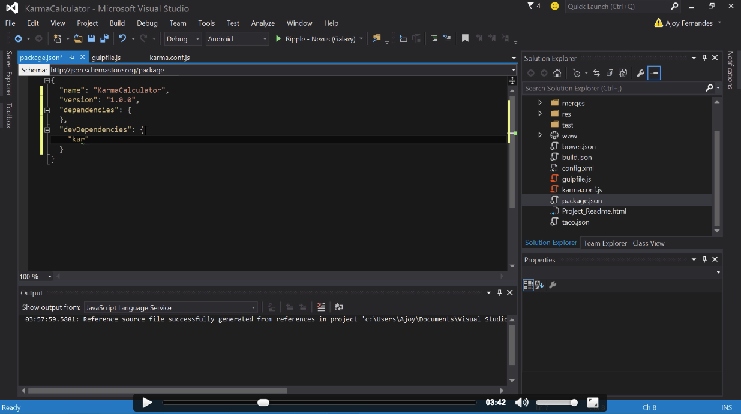 KarmaCalculator - Microsoft Visual Studio
4
Quick Launch (Ctrl+Q)
File Edit View Project Build Debug Team Tools Test Analyze Window Help
Ajoy Fernandes
Debug Android Ripple - Nexus (Galaxy)
package.json* gulpfile.js karma.conf.js
Schema: http://json.schemastore.org/package
{
"name": "KarmaCalculator",
"version": "1.0.0",
"dependencies": {
},
"devDependencies": {
"kar"
}
}
100 %
Server Explorer
Toolbox
Solution Explorer
Search Solution Explorer (Ctrl+;)
merges
res
test
www
bower.json
build.json
config.xml
gulpfile.js
karma.conf.js
package.json
Project_Readme.html
taco.json
Solution Explorer Team Explorer Class View
Properties
Notifications
Output
Show output from: JavaScript Language Service
03:57:59.5881: Reference source file successfully generated from references in project 'c:\Users\Ajoy\Documents\Visual Studio
03:42
Ready
Ch 8
INS